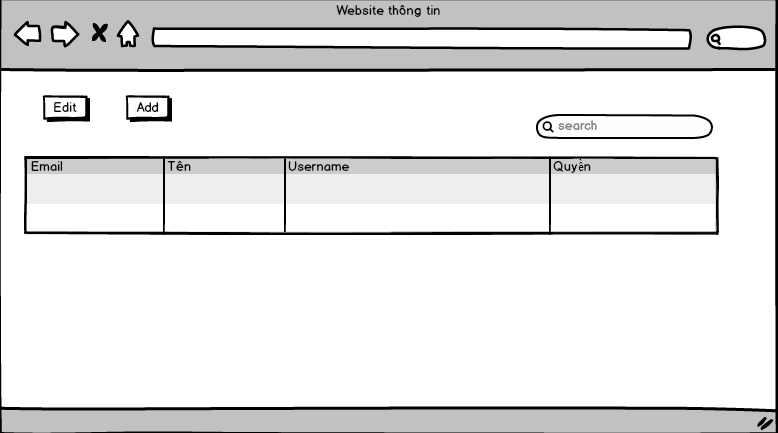 Website thông tin
Edit
Add
search
Email
Tên
Username
Quyền